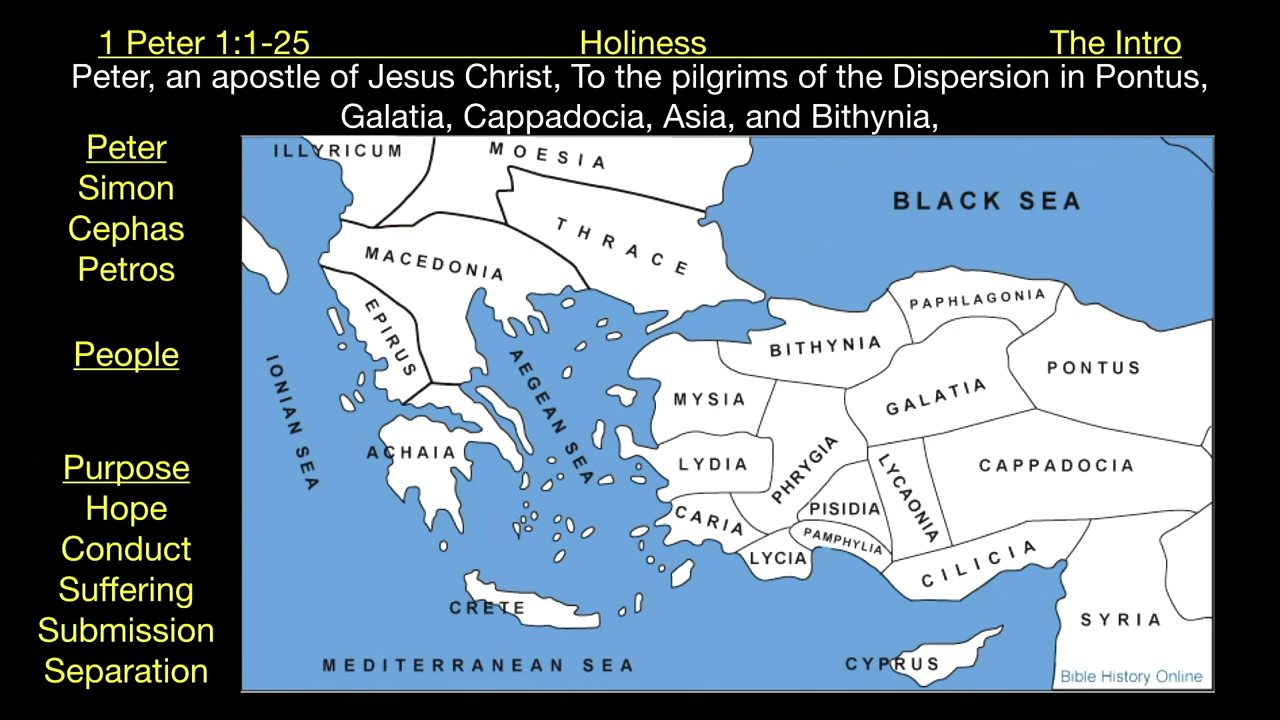 1 Peter 1:1-25 Holiness The Intro
Peter, an apostle of Jesus Christ, To the pilgrims of the Dispersion in Pontus,
Galatia, Cappadocia, Asia, and Bithynia,
Peter
Simon
Cephas
Petros
People
Purpose
Hope
Conduct
Suffering
Submission
Separation
ILLYRICUM
MOESIA
BLACK SEA
THRACE
MACEDONIA
PAPHLAGONIA
EPIRUS
BITHYNIA
PONTUS
IONIAN SEA
AEGEAN SEA
MYSIA
GALATIA
ACHAIA
LYDIA
PHRYGIA
LYCAONIA
CAPPADOCIA
CARIA
PISIDIA
PAMPHYLIA
LYCIA
CILICIA
CRETE
SYRIA
MEDITERRANEAN SEA
CYPRUS
Bible History Online